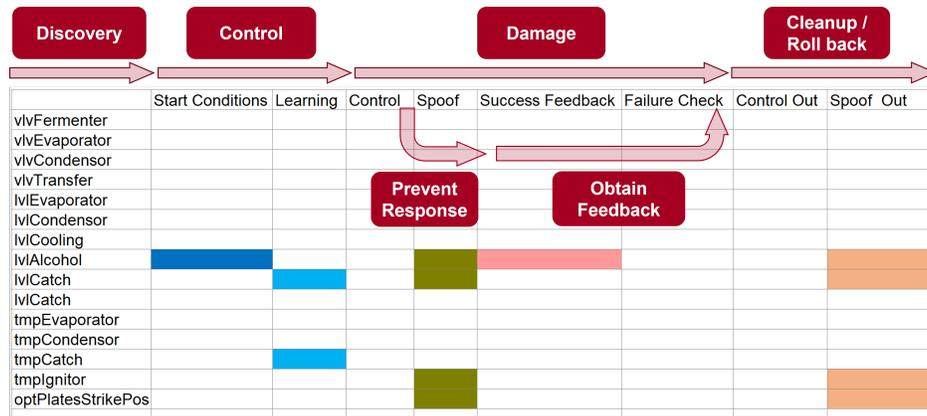 Discovery
Control
Damage
Cleanup /
Roll back
Start Conditions Learning Control Spoof Success Feedback Failure Check Control Out Spoof Out
vlvFermenter
vlvEvaporator
vlvCondensor
vlvTransfer
lvlEvaporator
lvlCondensor
lvlCooling
lvlAlcohol
lvlCatch
lvlCatch
tmpEvaporator
tmpCondensor
tmpCatch
tmpIgnitor
optPlatesStrikePos
Prevent
Response
Obtain
Feedback